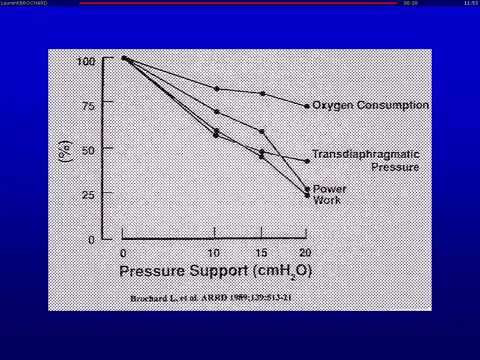 Laurent BROCHARD 00:20 11:53
100
75
50
25
0
(%)
Oxygen Consumption
Transdiaphragmatic
Pressure
Power
Work
0 10 15 20
Pressure Support (cmH2O)
Brochard L, et al. ARRD 1989;139:513-21